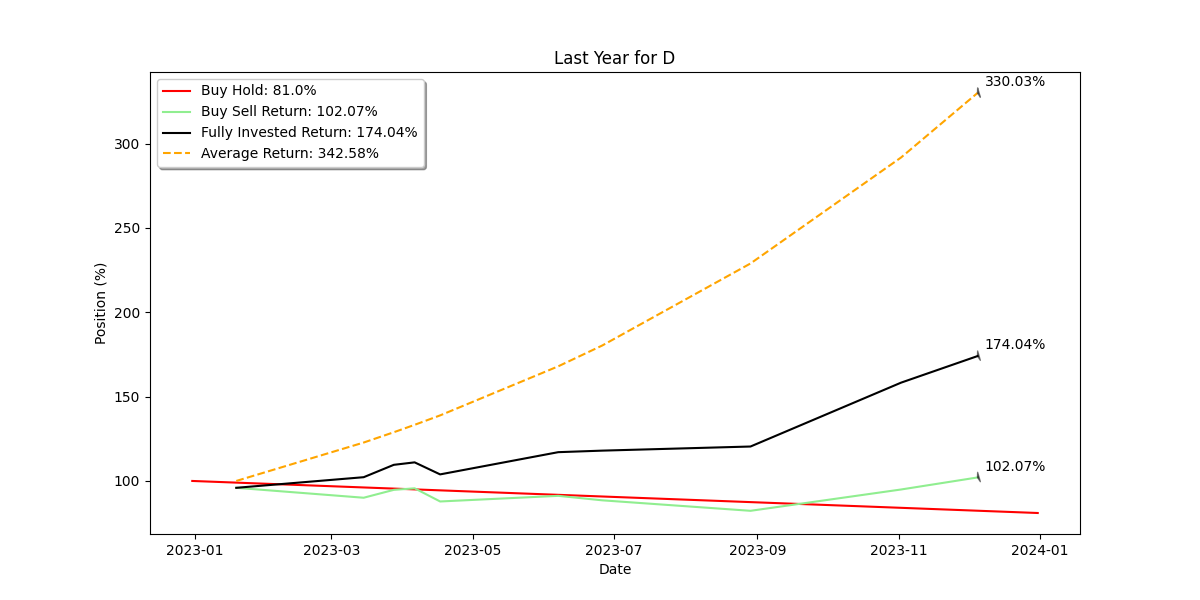 Last Year for D
Buy Hold: 81.0%
Buy Sell Return: 102.07%
Fully Invested Return: 174.04%
Average Return: 342.58%
330.03%
174.04%
102.07%
Position (%)
300
250
200
150
100
2023-01
2023-03
2023-05
2023-07
2023-09
2023-11
2024-01
Date